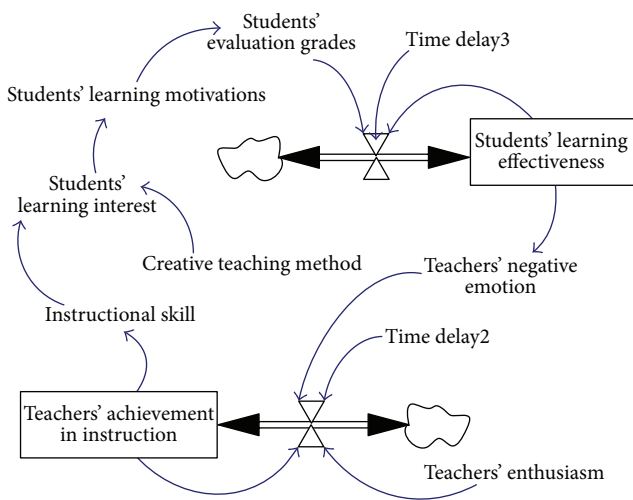 Students'
evaluation grades
Time delay3
Students' learning motivations
Students' learning
effectiveness
Students'
learning interest
Creative teaching method
Teachers' negative
emotion
Instructional skill
Time delay2
Teachers' achievement
in instruction
Teachers' enthusiasm